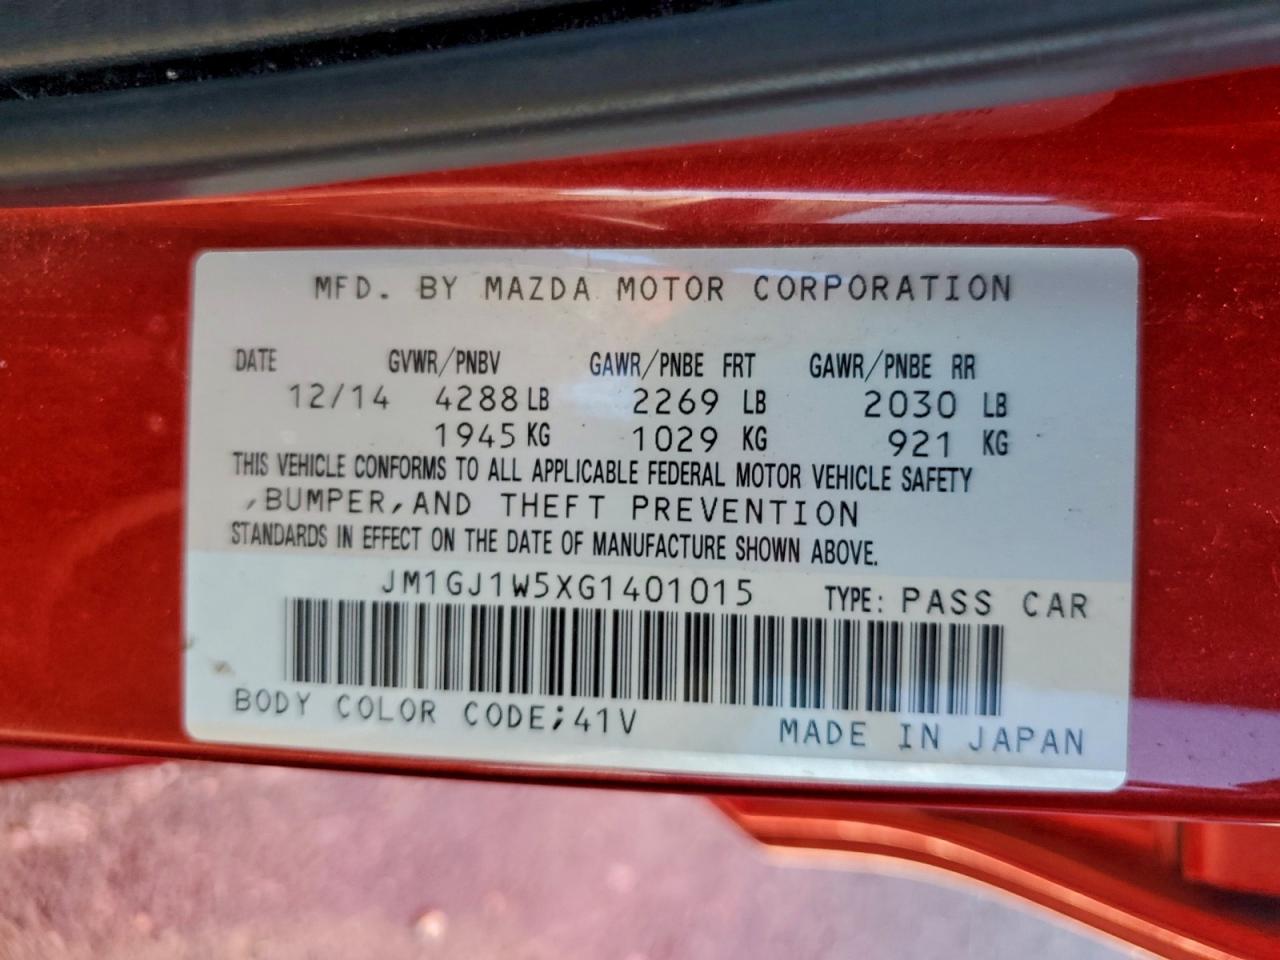 MFD. BY MAZDA MOTOR CORPORATION
DATE GVWR/PNBV GAWR/PNBE FRT GAWR/PNBE RR
12/14 4288 LB 2269 LB 2030 LB
1945 KG 1029 KG 921 KG
THIS VEHICLE CONFORMS TO ALL APPLICABLE FEDERAL MOTOR VEHICLE SAFETY
,BUMPER,AND THEFT PREVENTION
STANDARDS IN EFFECT ON THE DATE OF MANUFACTURE SHOWN ABOVE.
JM1GJ1W5XG1401015 TYPE: PASS CAR
BODY COLOR CODE;41V MADE IN JAPAN